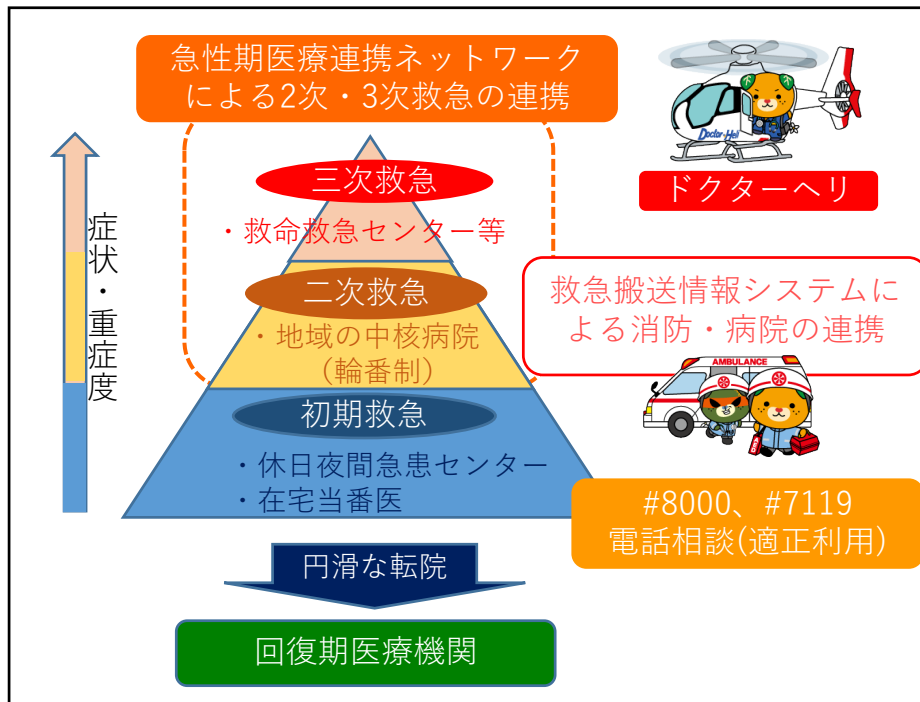 急性期医療連携ネットワーク
による2次・3次救急の連携
Doctor-Heli
ドクターヘリ
症状・重症度
三次救急
・救命救急センター等
二次救急
・地域の中核病院
(輪番制)
救急搬送情報システムに
よる消防・病院の連携
AMBULANCE
初期救急
・休日夜間急患センター
・在宅当番医
#8000、#7119
電話相談(適正利用)
円滑な転院
回復期医療機関